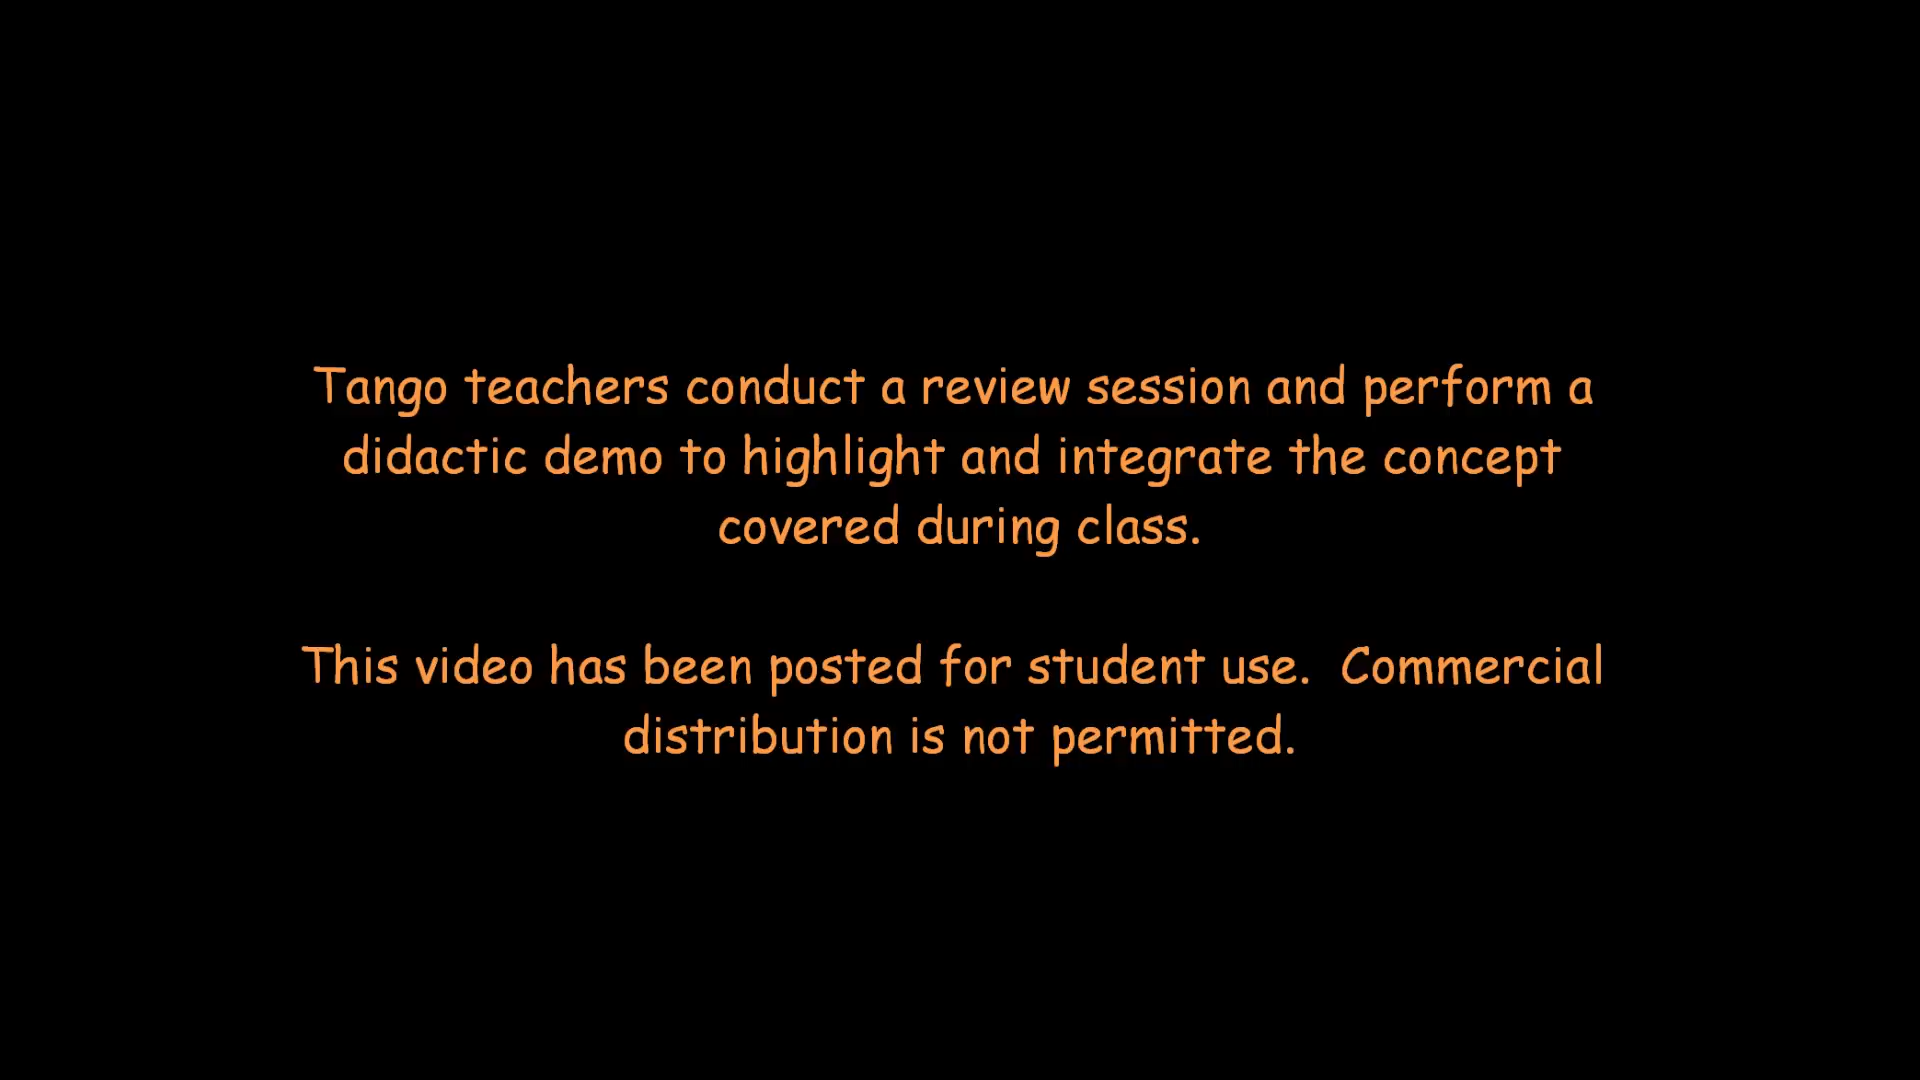 Tango teachers conduct a review session and perform a
didactic demo to highlight and integrate the concept
covered during class.
This video has been posted for student use.  Commercial
distribution is not permitted.